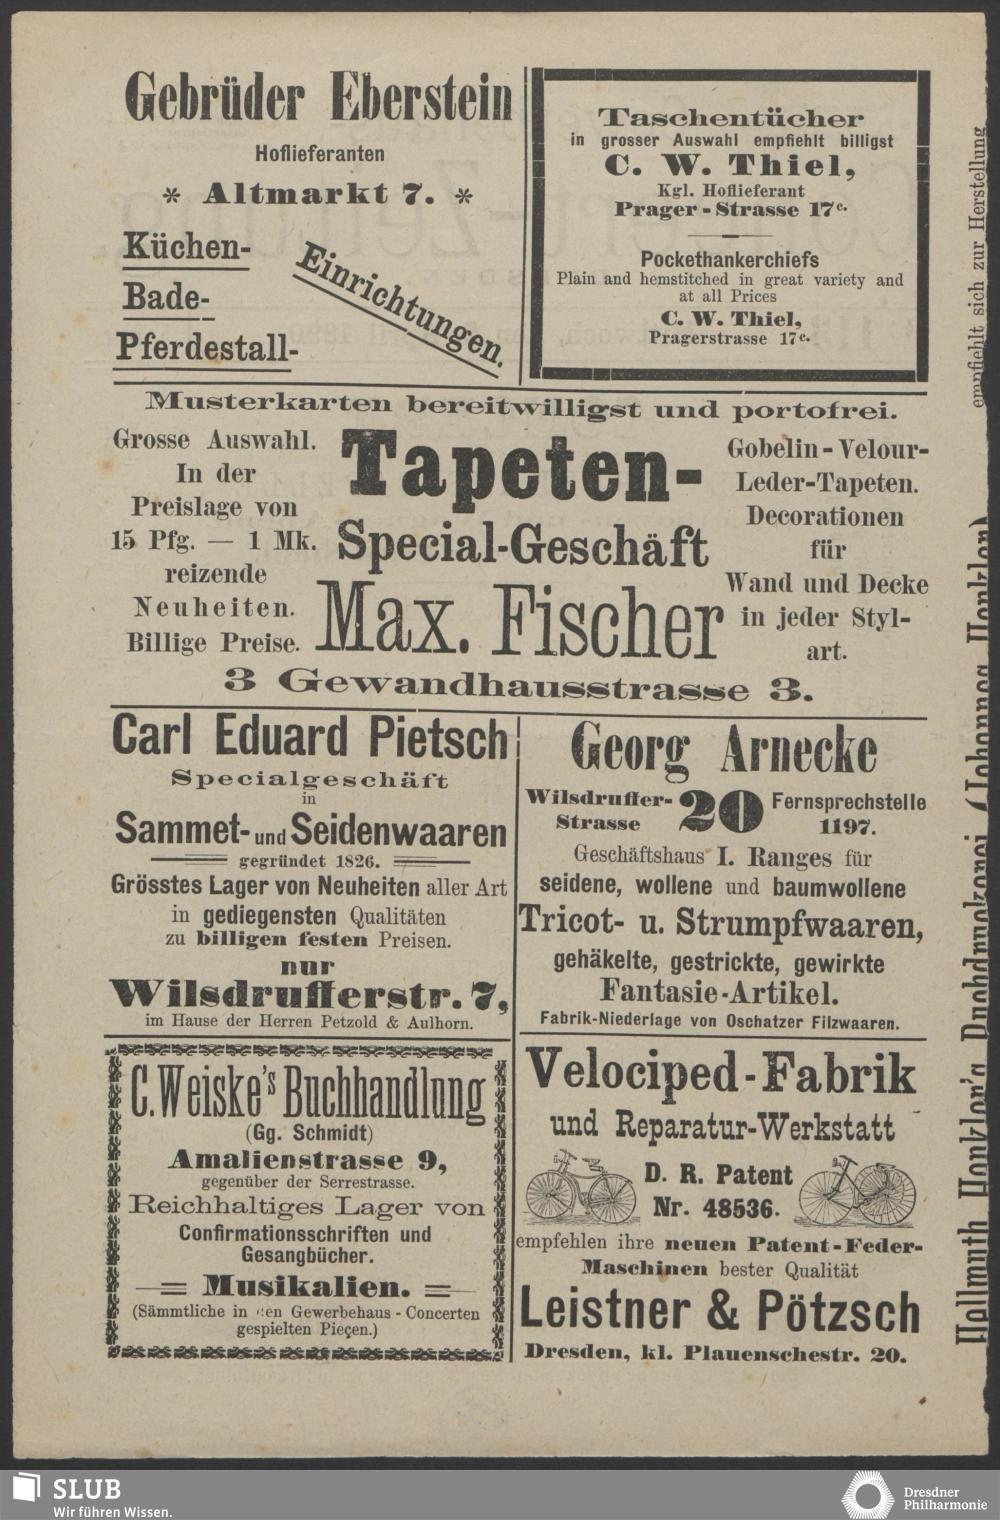 Gebrüder Eberstein
Hoflieferanten
* Altmarkt 7. *
Küchen-
Bade-
Pferdestall-
Einrichtungen.
Taschentücher
in grosser Auswahl empfiehlt billigst
C. W. Thiel,
Kgl. Hoflieferant
Prager-Strasse 17c.
Pockethankerchiefs
Plain and hemstitched in great variety and
at all Prices
C. W. Thiel,
Pragerstrasse 17c.
Musterkarten bereitwilligst und portofrei.
Grosse Auswahl.
In der
Preislage von
15 Pfg. — 1 Mk.
reizende
Neuheiten.
Billige Preise.
Tapeten-
Special-Geschäft
Max. Fischer
Gobelin-Velour-
Leder-Tapeten.
Decorationen
für
Wand und Decke
in jeder Styl-
art.
3 Gewandhausstrasse 3.
Carl Eduard Pietsch
Specialgeschäft
in
Sammet- und Seidenwaaren
gegründet 1826.
Grösstes Lager von Neuheiten aller Art
in gediegensten Qualitäten
zu billigen festen Preisen.
nur
Wilsdrufferstr. 7,
im Hause der Herren Petzold & Aulhorn.
Georg Arnecke
Wilsdruffer-
Strasse
20
Fernsprechstelle
1197.
Geschäftshaus I. Ranges für
seidene, wollene und baumwollene
Tricot- u. Strumpfwaaren,
gehäkelte, gestrickte, gewirkte
Fantasie-Artikel.
Fabrik-Niederlage von Oschatzer Filzwaaren.
C. Weiske's Buchhandlung
(Gg. Schmidt)
Amalienstrasse 9,
gegenüber der Serrestrasse.
Reichhaltiges Lager von
Confirmationsschriften und
Gesangbücher.
Musikalien.
(Sämmtliche in den Gewerbehaus-Concerten
gespielten Pieçen.)
Velociped-Fabrik
und Reparatur-Werkstatt
D. R. Patent
Nr. 48536.
empfehlen ihre neuen Patent-Feder-
Maschinen bester Qualität
Leistner & Pötzsch
Dresden, kl. Plauenschestr. 20.
Hellmuth Henkler's Buchdruckerei (Johannes Henkler)
empfiehlt sich zur Herstellung
SLUB
Wir führen Wissen.
Dresdner
Philharmonie